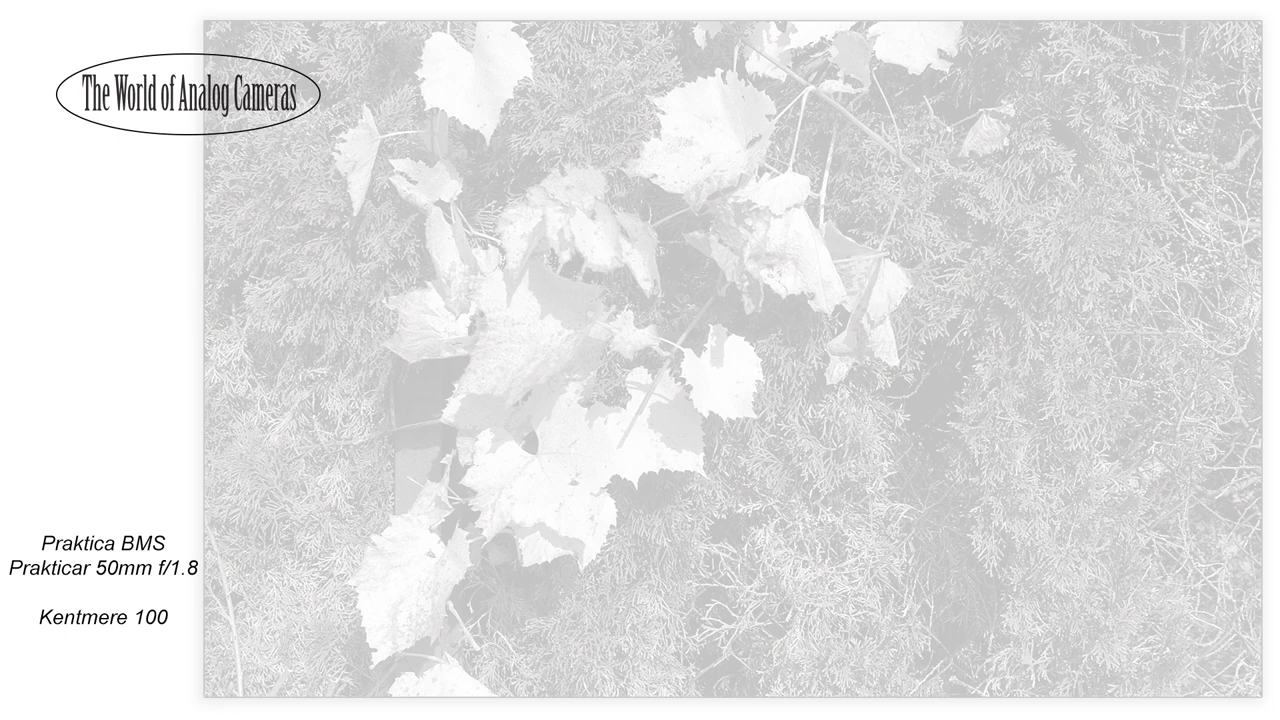 The World of Analog Cameras
Praktica BMS
Prakticar 50mm f/1.8
Kentmere 100